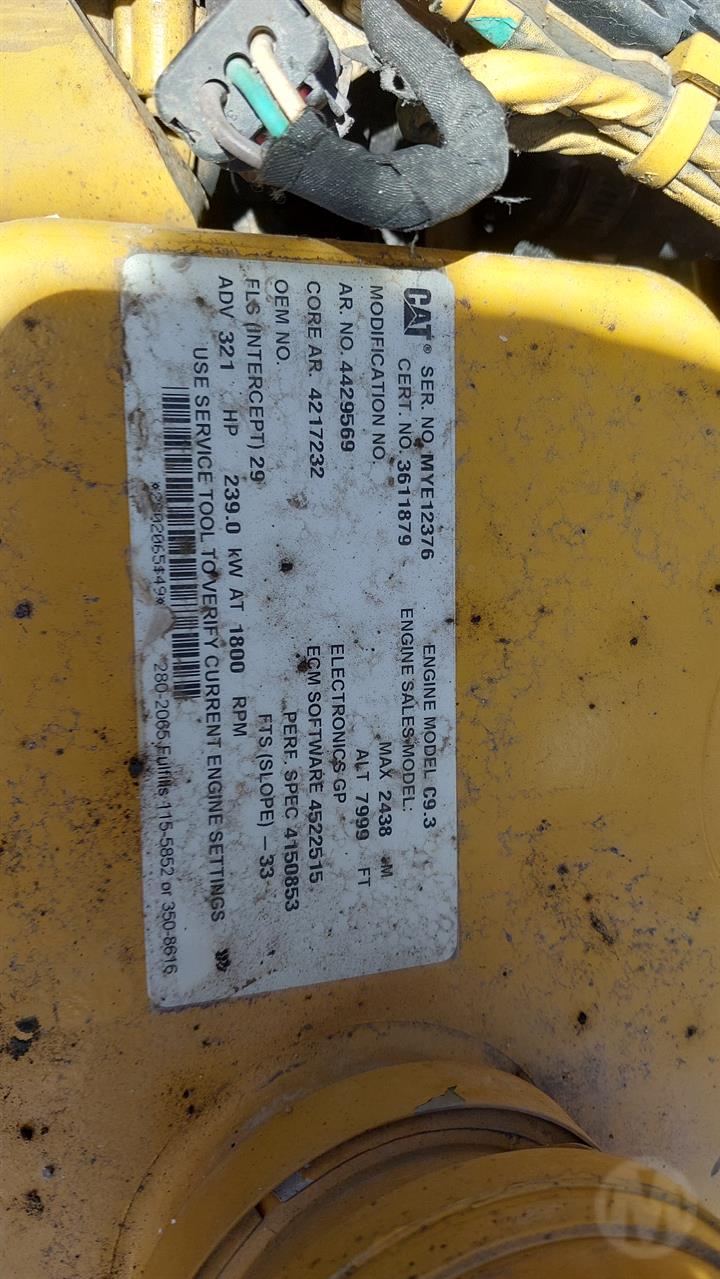 CAT® SER. NO. MYE12376 ENGINE MODEL C9.3
CERT. NO. 3611879 ENGINE SALES MODEL:
MODIFICATION NO. MAX 2438 M
ALT 7999 FT
AR. NO. 4429569 ELECTRONICS GP
CORE AR 4217232 ECM SOFTWARE 4522515
OEM NO. PERF. SPEC 4150853
FLS (INTERCEPT) 29 FTS (SLOPE) -33
ADV 321 HP 239.0 kW AT 1800 RPM
USE SERVICE TOOL TO VERIFY CURRENT ENGINE SETTINGS
280-2065 Fulfills 115-5852 or 350-8616
M